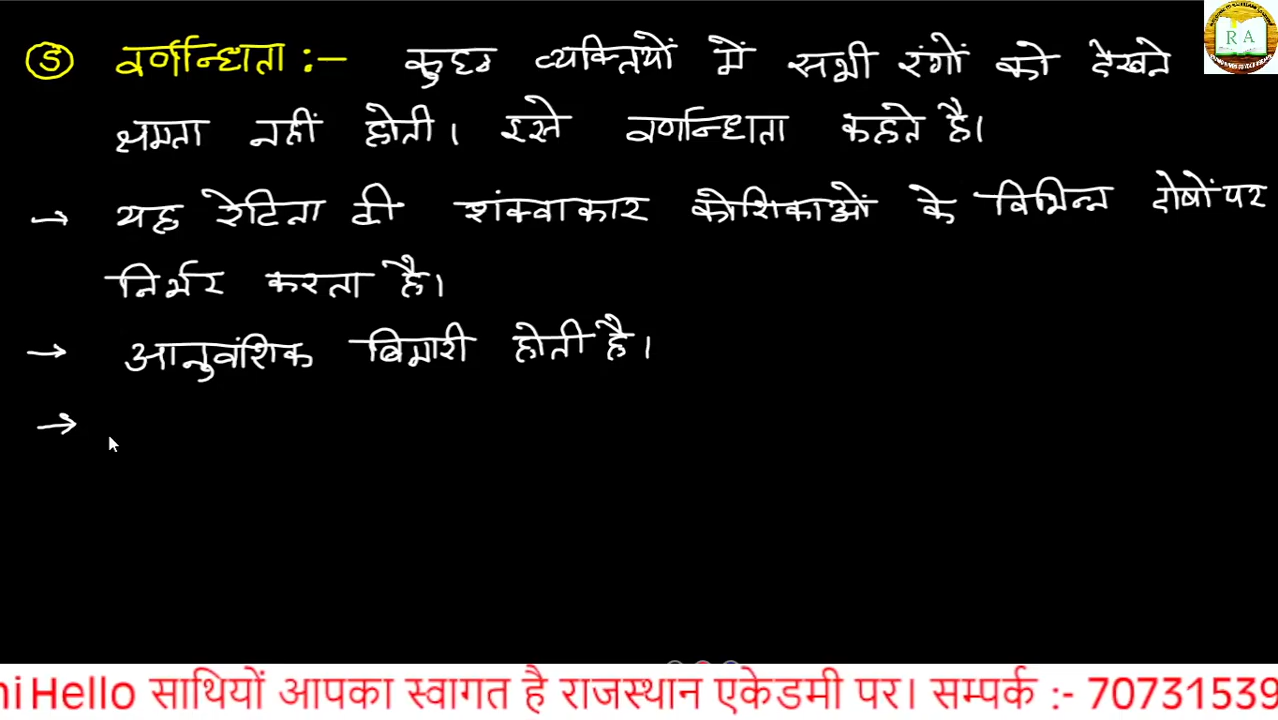 ⑤ वर्णान्धता :- कुछ व्यक्तियों में सभी रंगों को देखने
क्षमता नहीं होती। इसे वर्णान्धता कहते है।
→ यह रेटिना की शंक्वाकार कोशिकाओं के विभिन्न दोषों पर
निर्भर करता है।
→ आनुवंशिक बिमारी होती है।
→
RA
hi Hello साथियों आपका स्वागत है राजस्थान एकेडमी पर। सम्पर्क :- 70731539